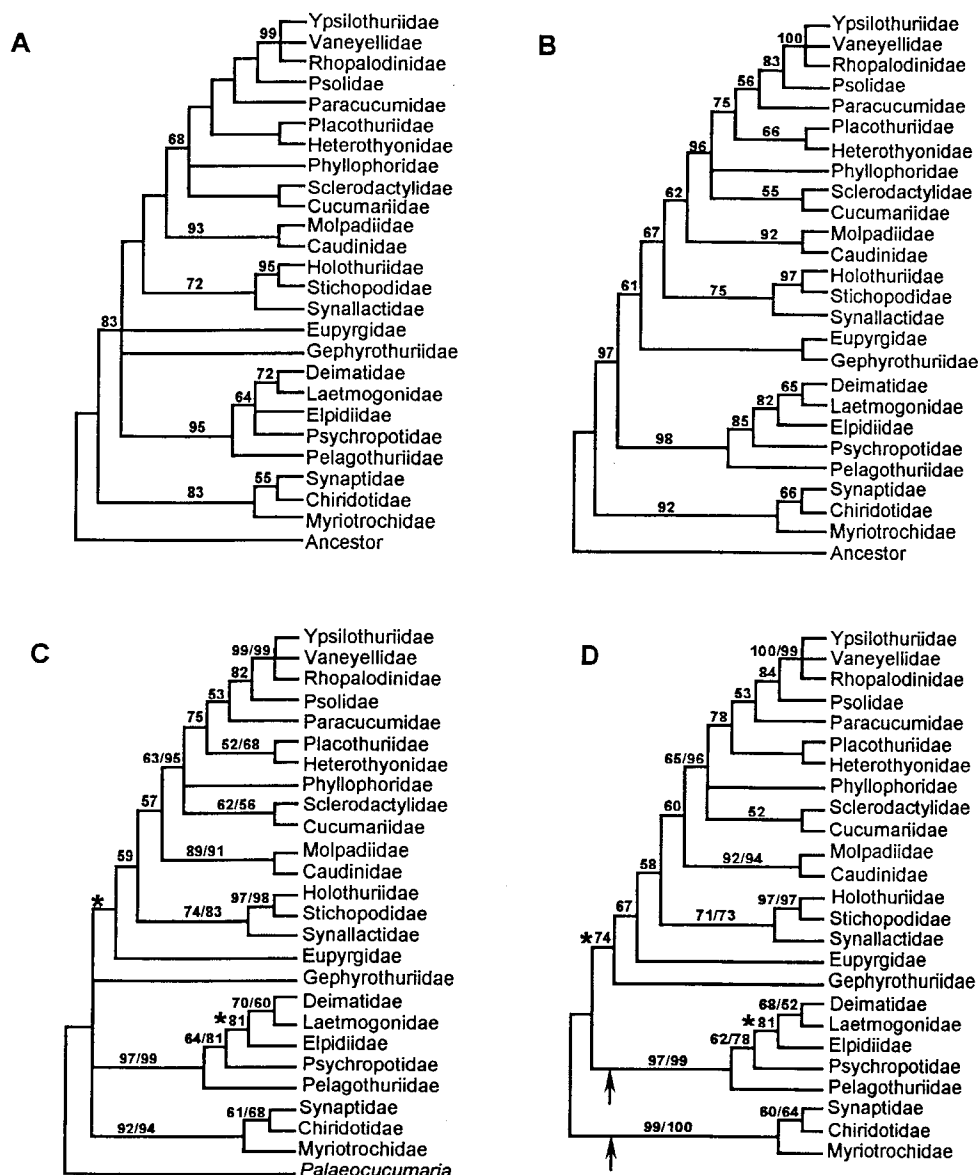 A
99
Ypsilothuriidae
Vaneyellidae
Rhopalodinidae
Psolidae
Paracucumidae
Placothuriidae
Heterothyonidae
68
Phyllophoridae
Sclerodactylidae
Cucumariidae
93
Molpadiidae
Caudinidae
95
Holothuriidae
72
Stichopodidae
Synallactidae
83
Eupyrgidae
Gephyrothuriidae
72
Deimatidae
64
Laetmogonidae
Elpidiidae
95
Psychropotidae
Pelagothuriidae
55
Synaptidae
83
Chiridotidae
Myriotrochidae
Ancestor
B
100
Ypsilothuriidae
Vaneyellidae
83
Rhopalodinidae
56
Psolidae
75
Paracucumidae
66
Placothuriidae
Heterothyonidae
96
Phyllophoridae
55
Sclerodactylidae
62
Cucumariidae
92
Molpadiidae
67
Caudinidae
97
Holothuriidae
61
75
Stichopodidae
Synallactidae
Eupyrgidae
97
Gephyrothuriidae
65
Deimatidae
82
Laetmogonidae
85
Elpidiidae
98
Psychropotidae
Pelagothuriidae
66
Synaptidae
92
Chiridotidae
Myriotrochidae
Ancestor
C
99/99
Ypsilothuriidae
Vaneyellidae
82
Rhopalodinidae
53
Psolidae
75
Paracucumidae
52/68
Placothuriidae
Heterothyonidae
63/95
Phyllophoridae
62/56
Sclerodactylidae
57
Cucumariidae
89/91
Molpadiidae
59
Caudinidae
97/98
Holothuriidae
*
74/83
Stichopodidae
Synallactidae
Eupyrgidae
Gephyrothuriidae
70/60
Deimatidae
*81
Laetmogonidae
64/81
Elpidiidae
97/99
Psychropotidae
Pelagothuriidae
61/68
Synaptidae
92/94
Chiridotidae
Myriotrochidae
Palaeocucumaria
D
100/99
Ypsilothuriidae
Vaneyellidae
84
Rhopalodinidae
53
Psolidae
78
Paracucumidae
Placothuriidae
Heterothyonidae
65/96
Phyllophoridae
52
Sclerodactylidae
60
Cucumariidae
92/94
Molpadiidae
58
Caudinidae
97/97
Holothuriidae
67
71/73
Stichopodidae
*74
Synallactidae
Eupyrgidae
Gephyrothuriidae
68/52
Deimatidae
*81
Laetmogonidae
62/78
Elpidiidae
97/99
Psychropotidae
Pelagothuriidae
60/64
Synaptidae
99/100
Chiridotidae
Myriotrochidae